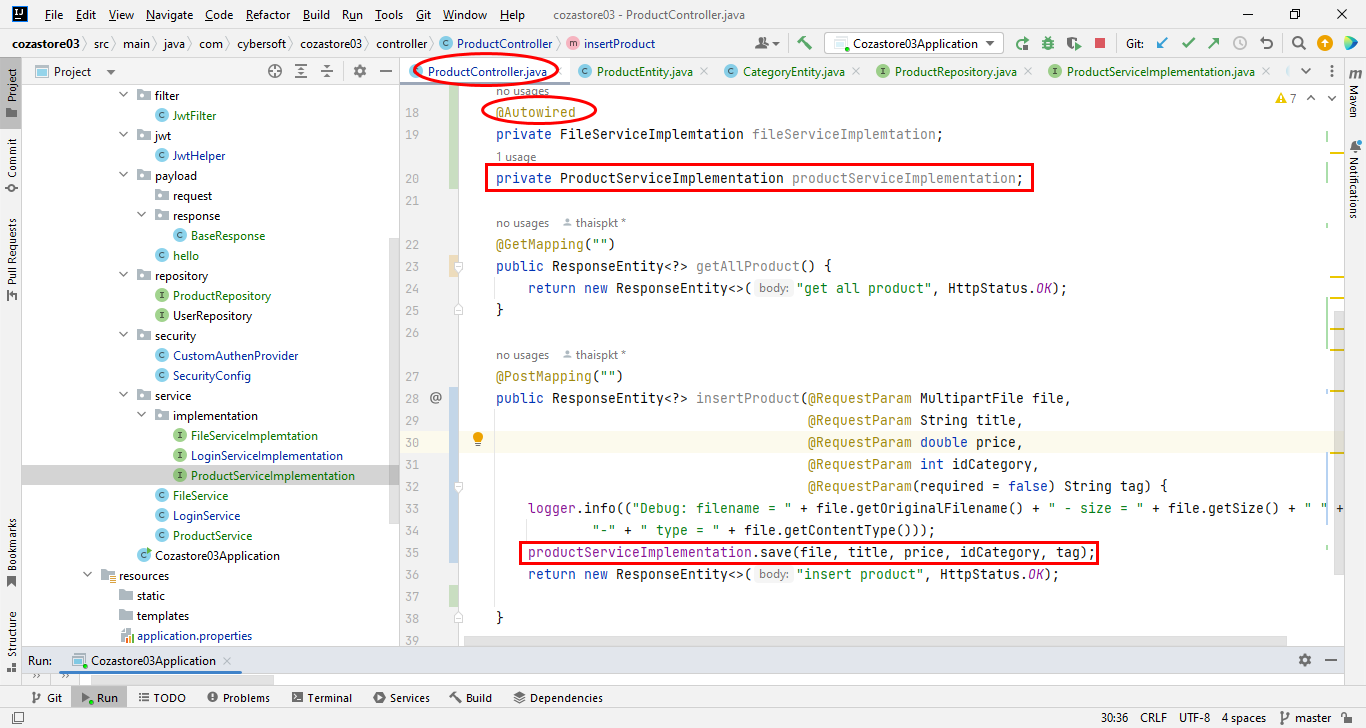 File Edit View Navigate Code Refactor Build Run Tools Git Window Help cozastore03 - ProductController.java
cozastore03 src main java com cybersoft cozastore03 controller ProductController insertProduct Cozastore03Application Git:
Project
ProductController.java ProductEntity.java CategoryEntity.java ProductRepository.java ProductServiceImplementation.java
filter
JwtFilter
jwt
JwtHelper
payload
request
response
BaseResponse
hello
repository
ProductRepository
UserRepository
security
CustomAuthenProvider
SecurityConfig
service
implementation
FileServiceImplemtation
LoginServiceImplementation
ProductServiceImplementation
FileService
LoginService
ProductService
Cozastore03Application
resources
static
templates
application.properties
no usages
7
18 @Autowired
19 private FileServiceImplemtation fileServiceImplemtation;
1 usage
20 private ProductServiceImplementation productServiceImplementation;
21
no usages thaispkt *
22 @GetMapping("")
23 public ResponseEntity<?> getAllProduct() {
24 return new ResponseEntity<>( body: "get all product", HttpStatus.OK);
25 }
26
no usages thaispkt *
27 @PostMapping("")
28 @ public ResponseEntity<?> insertProduct(@RequestParam MultipartFile file,
29 @RequestParam String title,
30 @RequestParam double price,
31 @RequestParam int idCategory,
32 @RequestParam(required = false) String tag) {
33 logger.info(("Debug: filename = " + file.getOriginalFilename() + " - size = " + file.getSize() + " " +
34 "-" + " type = " + file.getContentType()));
35 productServiceImplementation.save(file, title, price, idCategory, tag);
36 return new ResponseEntity<>( body: "insert product", HttpStatus.OK);
37
38 }
39
Project
Commit
Pull Requests
Bookmarks
Structure
m
Maven
Notifications
Run: Cozastore03Application
Git Run TODO Problems Terminal Services Build Dependencies
30:36 CRLF UTF-8 4 spaces master